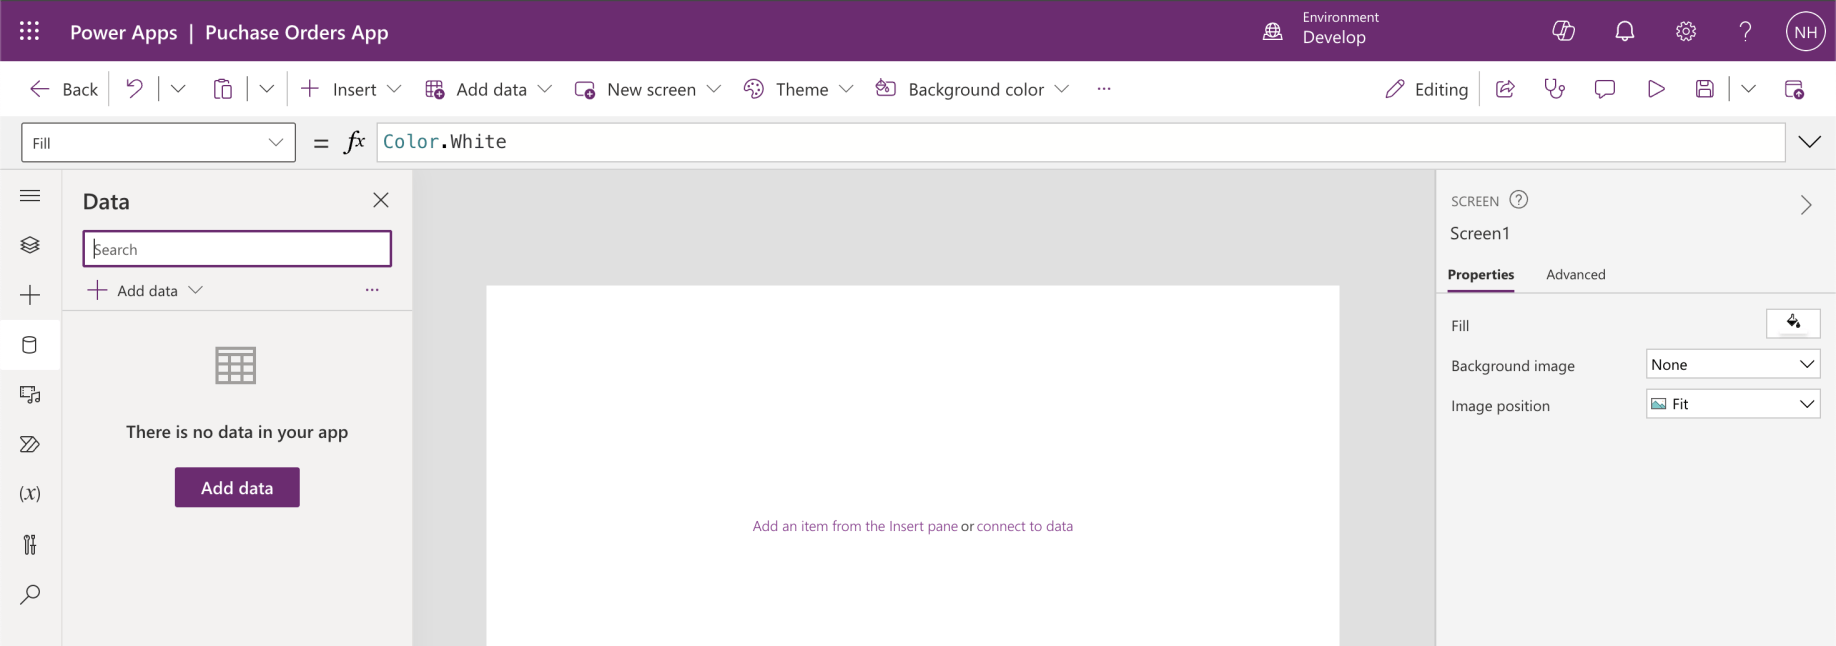 Power Apps | Puchase Orders App
Environment
Develop
NH
Back
Insert
Add data
New screen
Theme
Background color
...
Editing
Fill
= fx Color.White
Data
Search
Add data
...
There is no data in your app
Add data
(x)
Add an item from the Insert pane or connect to data
SCREEN ?
Screen1
Properties
Advanced
Fill
Background image
None
Image position
Fit